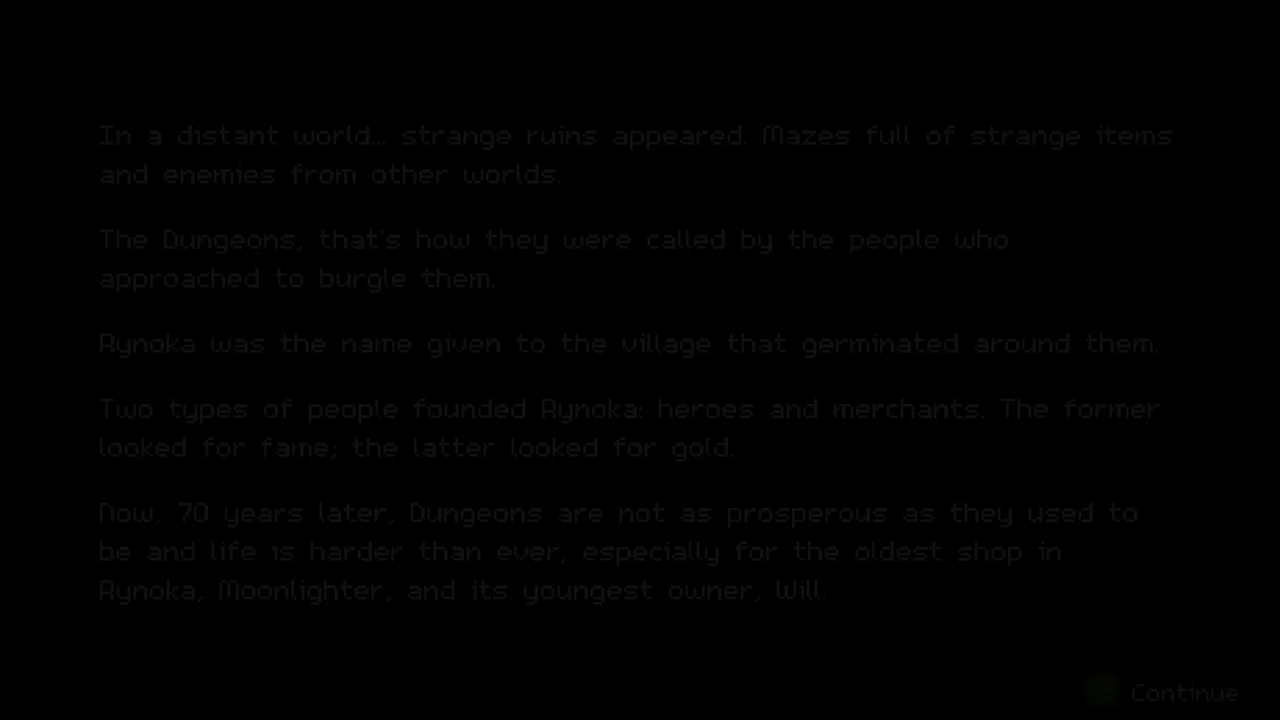 In a distant world... strange ruins appeared. Mazes full of strange items
and enemies from other worlds.
The Dungeons, that's how they were called by the people who
approached to burgle them.
Rynoka was the name given to the village that germinated around them.
Two types of people founded Rynoka: heroes and merchants. The former
looked for fame; the latter looked for gold.
Now, 70 years later, Dungeons are not as prosperous as they used to
be and life is harder than ever, especially for the oldest shop in
Rynoka, Moonlighter, and its youngest owner, Will.
Continue